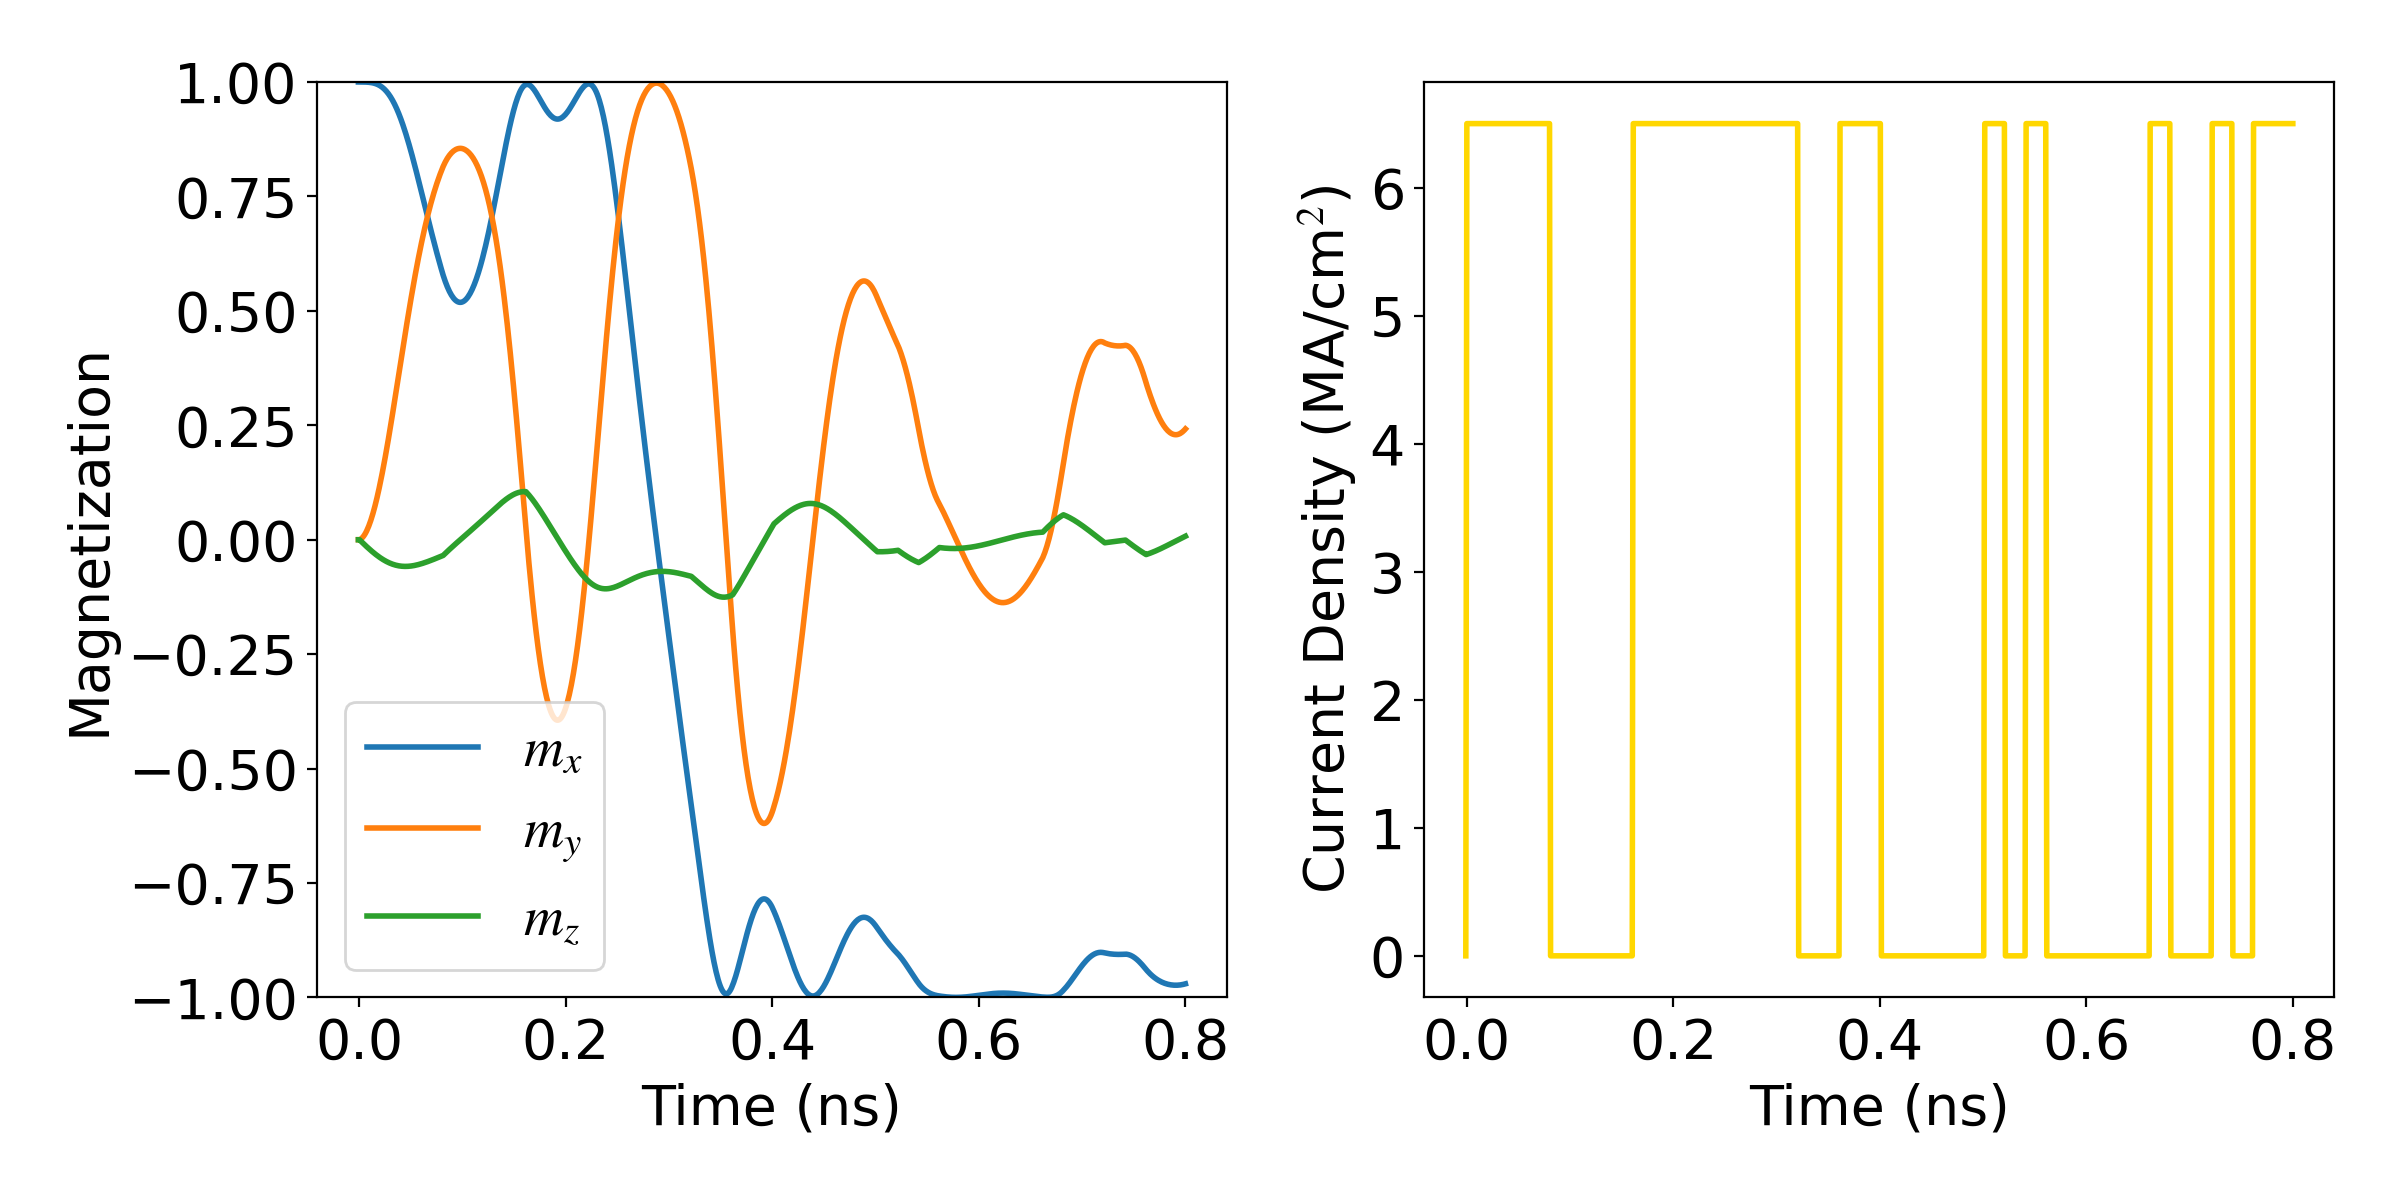 1.00
0.75
0.50
0.25
0.00
−0.25
−0.50
−0.75
−1.00
Magnetization
m_x
m_y
m_z
0.0 0.2 0.4 0.6 0.8
Time (ns)
6
5
4
3
2
1
0
Current Density (MA/cm²)
0.0 0.2 0.4 0.6 0.8
Time (ns)